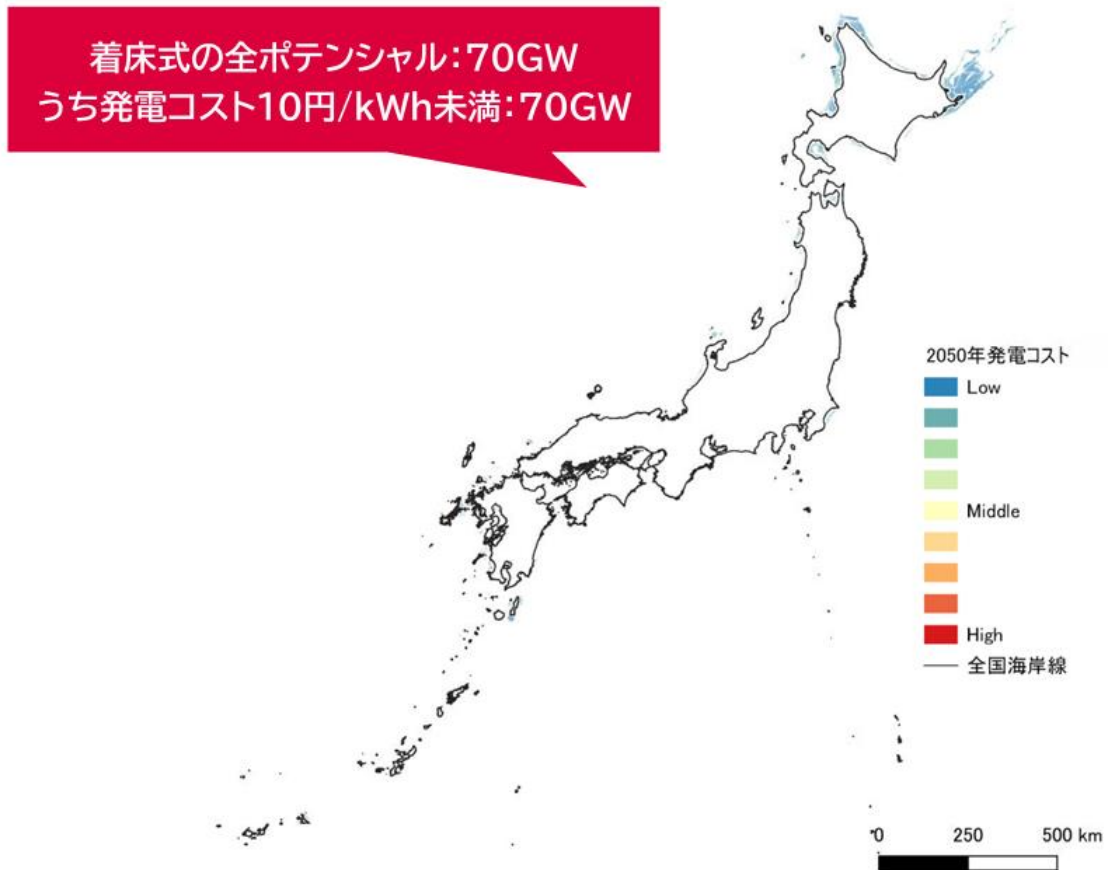 着床式の全ポテンシャル:70GW
うち発電コスト10円/kWh未満:70GW
2050年発電コスト
Low
Middle
High
全国海岸線
0 250 500 km